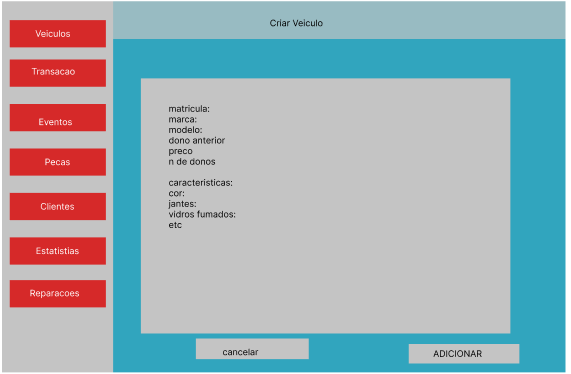 Criar Veiculo
Veiculos
Transacao
Eventos
Pecas
Clientes
Estatistias
Reparacoes
matricula:
marca:
modelo:
dono anterior
preco
n de donos
caracteristicas:
cor:
jantes:
vidros fumados:
etc
cancelar
ADICIONAR